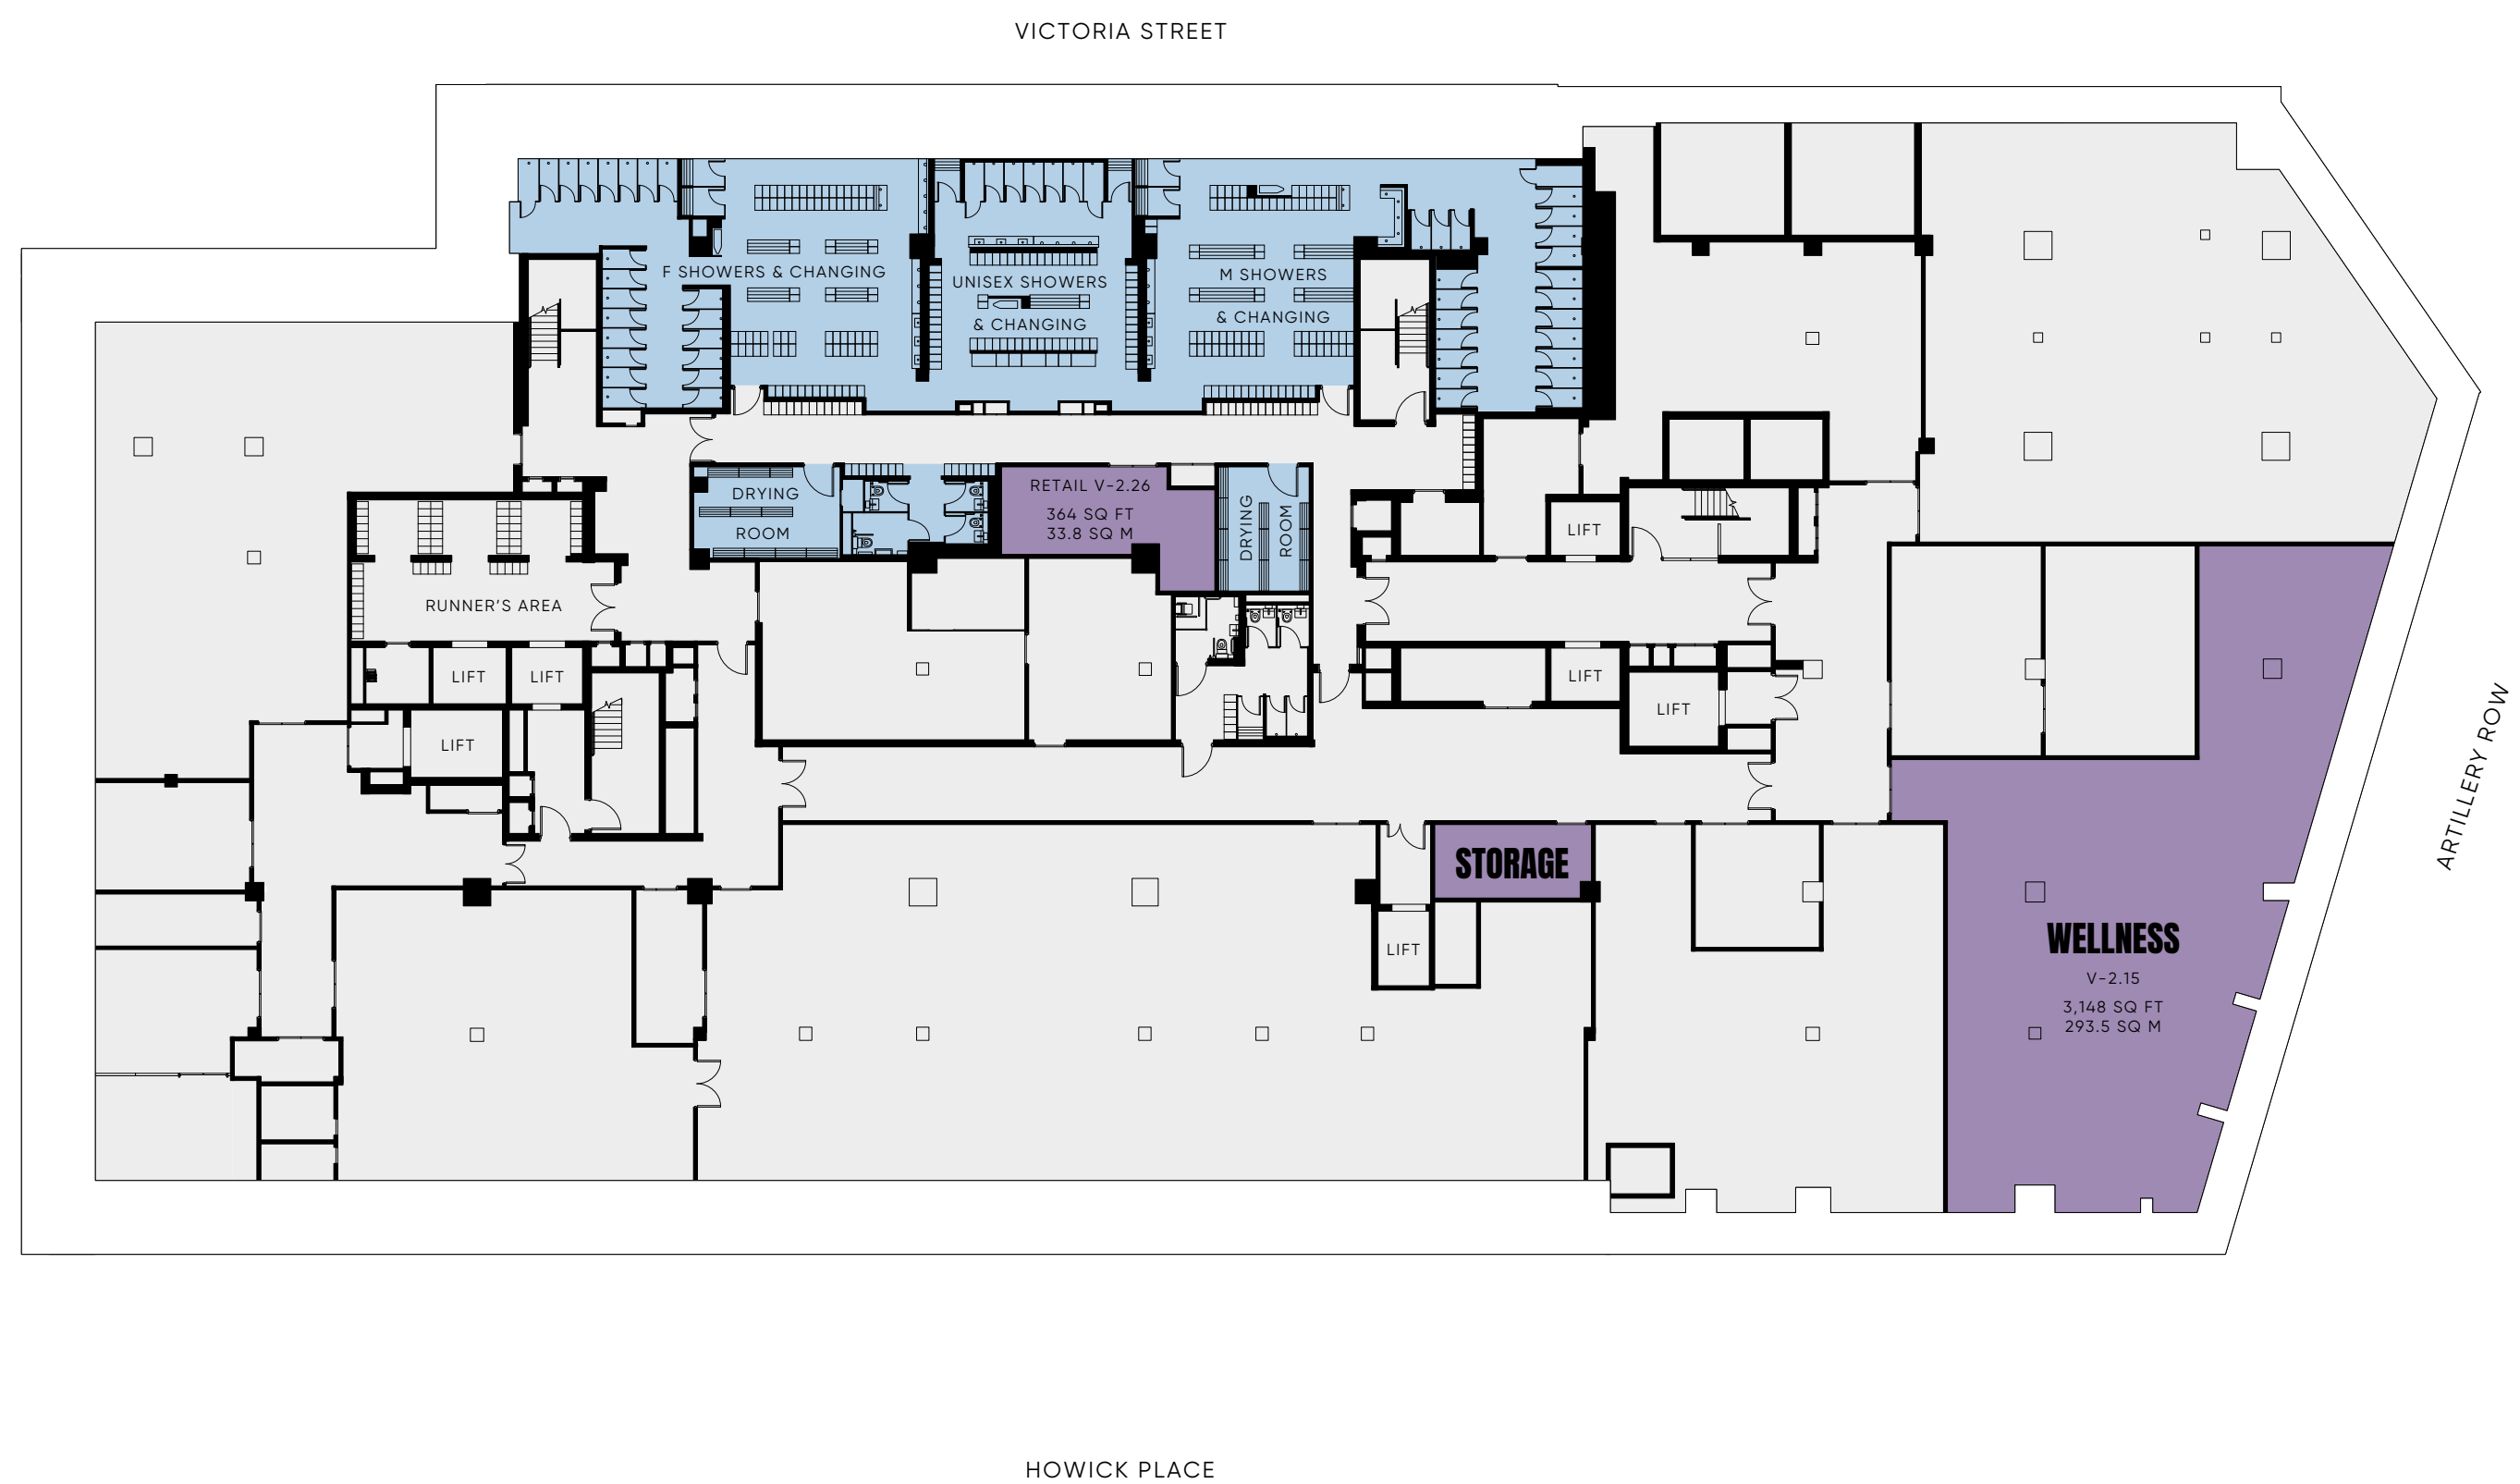 VICTORIA STREET
F SHOWERS & CHANGING
UNISEX SHOWERS
& CHANGING
M SHOWERS
& CHANGING
DRYING
ROOM
RETAIL V-2.26
364 SQ FT
33.8 SQ M
DRYING
ROOM
LIFT
RUNNER'S AREA
LIFT
LIFT
LIFT
LIFT
LIFT
ARTILLERY ROW
STORAGE
LIFT
WELLNESS
V-2.15
3,148 SQ FT
293.5 SQ M
HOWICK PLACE